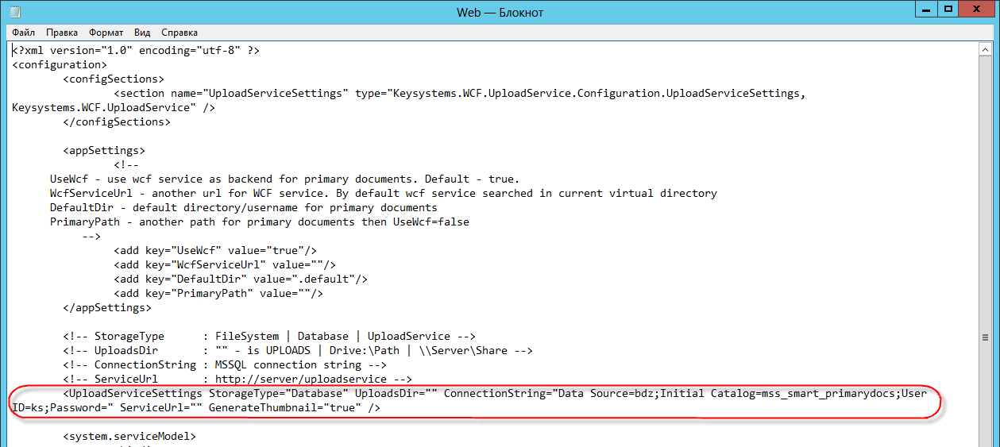 Web — Блокнот
Файл Правка Формат Вид Справка
<?xml version="1.0" encoding="utf-8" ?>
<configuration>
<configSections>
<section name="UploadServiceSettings" type="Keysystems.WCF.UploadService.Configuration.UploadServiceSettings,
Keysystems.WCF.UploadService" />
</configSections>
<appSettings>
<!--
UseWcf - use wcf service as backend for primary documents. Default - true.
WcfServiceUrl - another url for WCF service. By default wcf service searched in current virtual directory
DefaultDir - default directory/username for primary documents
PrimaryPath - another path for primary documents then UseWcf=false
-->
<add key="UseWcf" value="true"/>
<add key="WcfServiceUrl" value=""/>
<add key="DefaultDir" value=".default"/>
<add key="PrimaryPath" value=""/>
</appSettings>
<!-- StorageType : FileSystem | Database | UploadService -->
<!-- UploadsDir : "" - is UPLOADS | Drive:\Path | \\Server\Share -->
<!-- ConnectionString : MSSQL connection string -->
<!-- ServiceUrl : http://server/uploadservice -->
<UploadServiceSettings StorageType="Database" UploadsDir="" ConnectionString="Data Source=bdz;Initial Catalog=mss_smart_primarydocs;User
ID=ks;Password=" ServiceUrl="" GenerateThumbnail="true" />
<system.serviceModel>